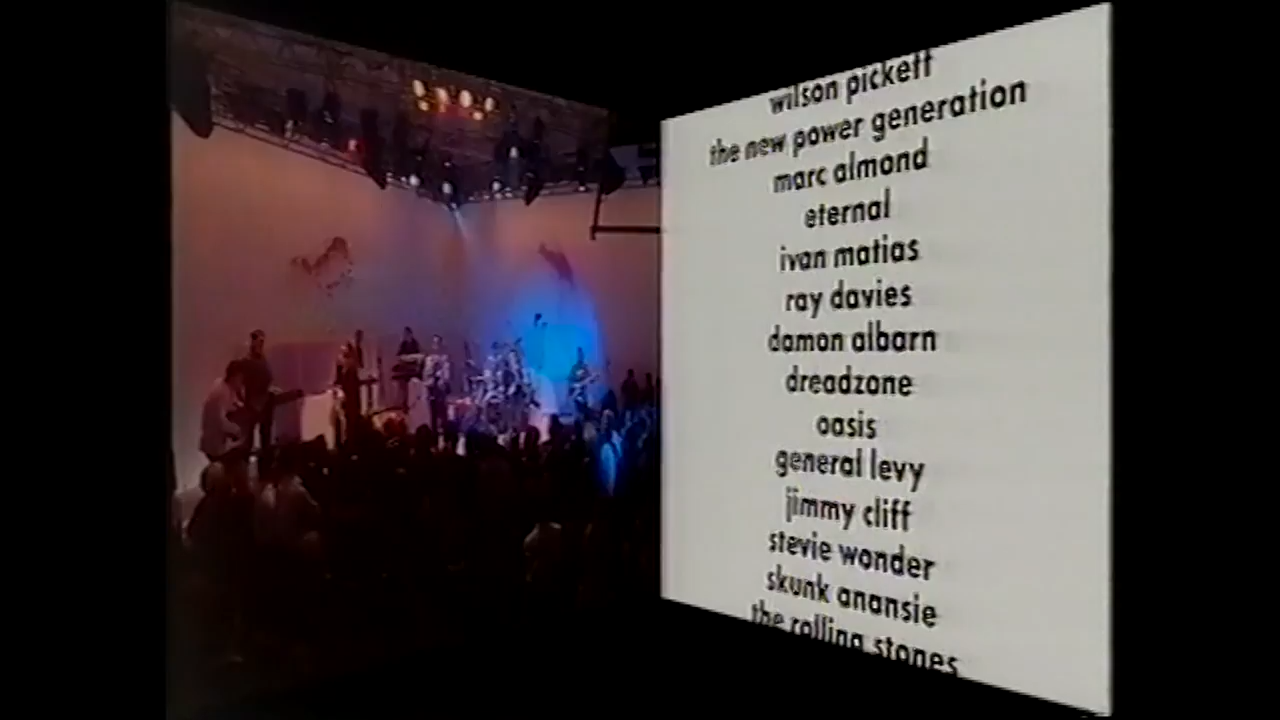 wilson pickett
the new power generation
marc almond
eternal
ivan matias
ray davies
damon albarn
dreadzone
oasis
general levy
jimmy cliff
stevie wonder
skunk anansie
the rolling stones